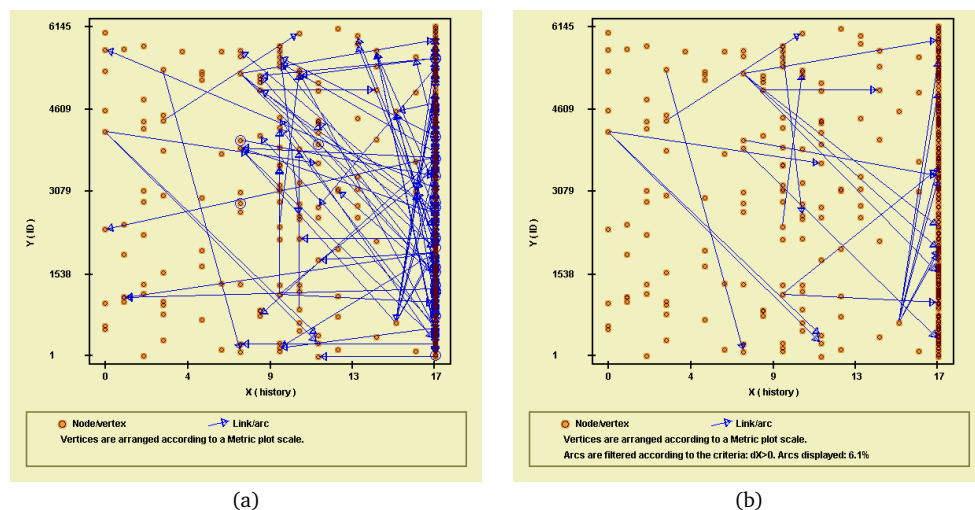 6145
4609
3079
1538
1
Y ( ID )
0
4
9
13
17
X ( history )
Node/vertex
Link/arc
Vertices are arranged according to a Metric plot scale.
(a)
6145
4609
3079
1538
1
Y ( ID )
0
4
9
13
17
X ( history )
Node/vertex
Link/arc
Vertices are arranged according to a Metric plot scale.
Arcs are filtered according to the criteria: dX>0. Arcs displayed: 6.1%
(b)